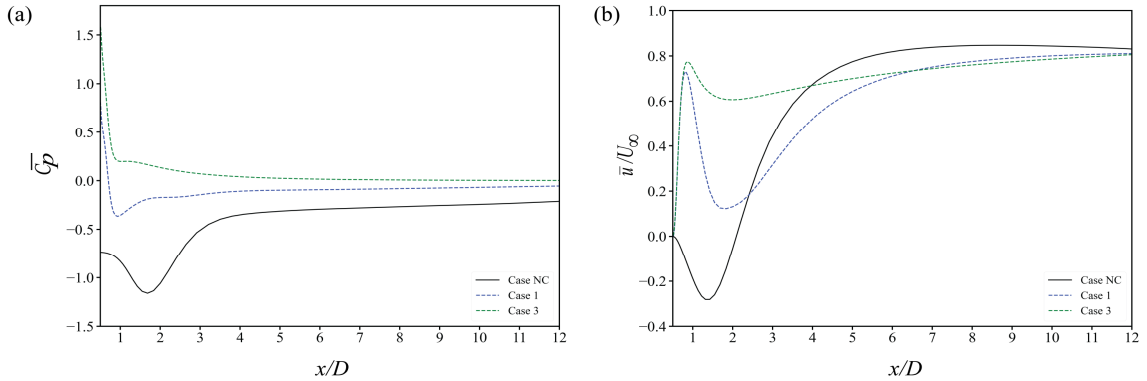 (a)
1.5
1.0
0.5
0.0
−0.5
−1.0
−1.5
C̅p
1 2 3 4 5 6 7 8 9 10 11 12
x/D
Case NC
Case 1
Case 3
(b)
1.0
0.8
0.6
0.4
0.2
0.0
−0.2
−0.4
ū/U∞
1 2 3 4 5 6 7 8 9 10 11 12
x/D
Case NC
Case 1
Case 3